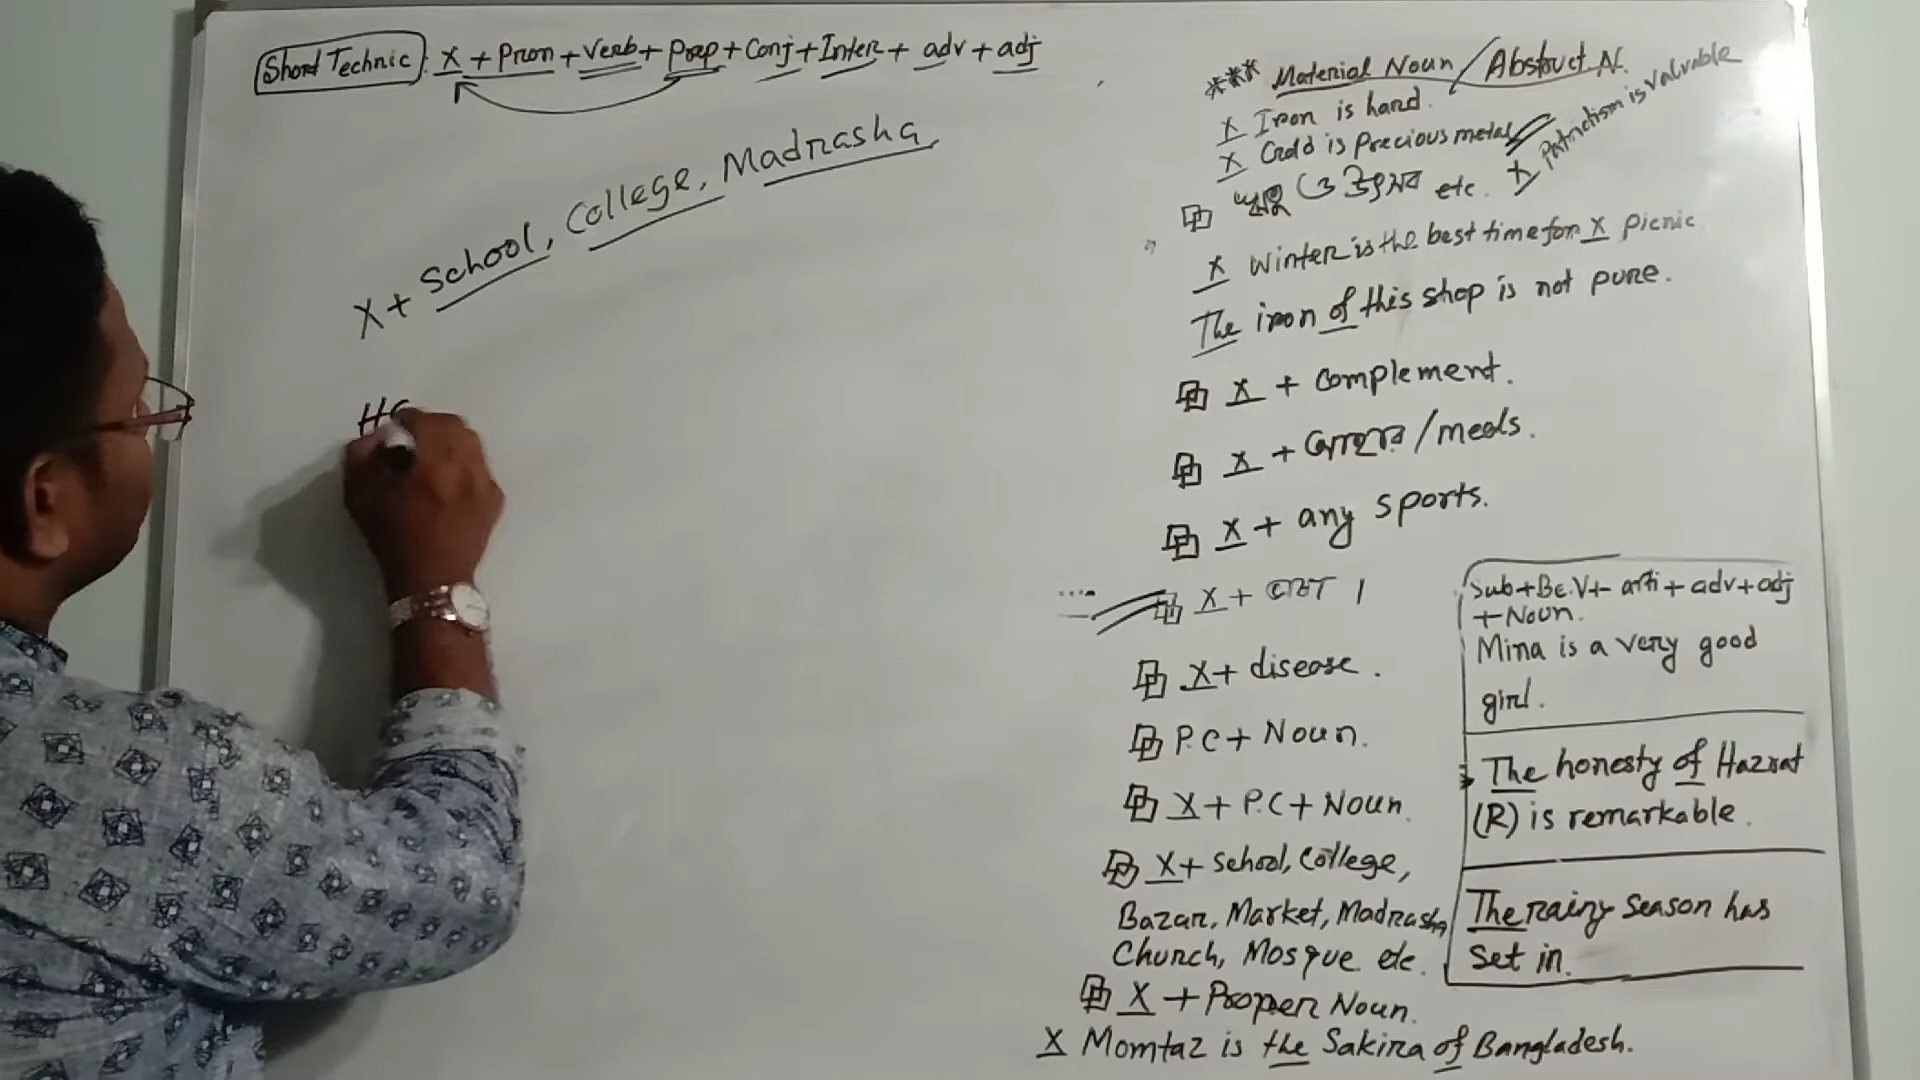 Short Technic: X + Pron + Verb + Prep + Conj + Inter + adv + adj
X + School, College, Madrasha
He
*** Material Noun / Abstruct N.
X Iron is hard.
X Gold is Precious metal
X Patriotism is valuable
ঋতু ও উৎসব etc.
X Winter is the best time for X picnic
The iron of this shop is not pure.
X + complement.
X + /meals.
X + any sports.
X +
X + disease.
P.C + Noun.
X + P.C + Noun.
X + School, College,
Bazar, Market, Madrasha
Church, Mosque etc.
X + Proper Noun.
X Momtaz is the Sakira of Bangladesh.
Sub + Be.V + arti + adv + adj
+ Noun.
Mina is a very good
girl.
The honesty of Hazrat
(R) is remarkable.
The rainy season has
set in.